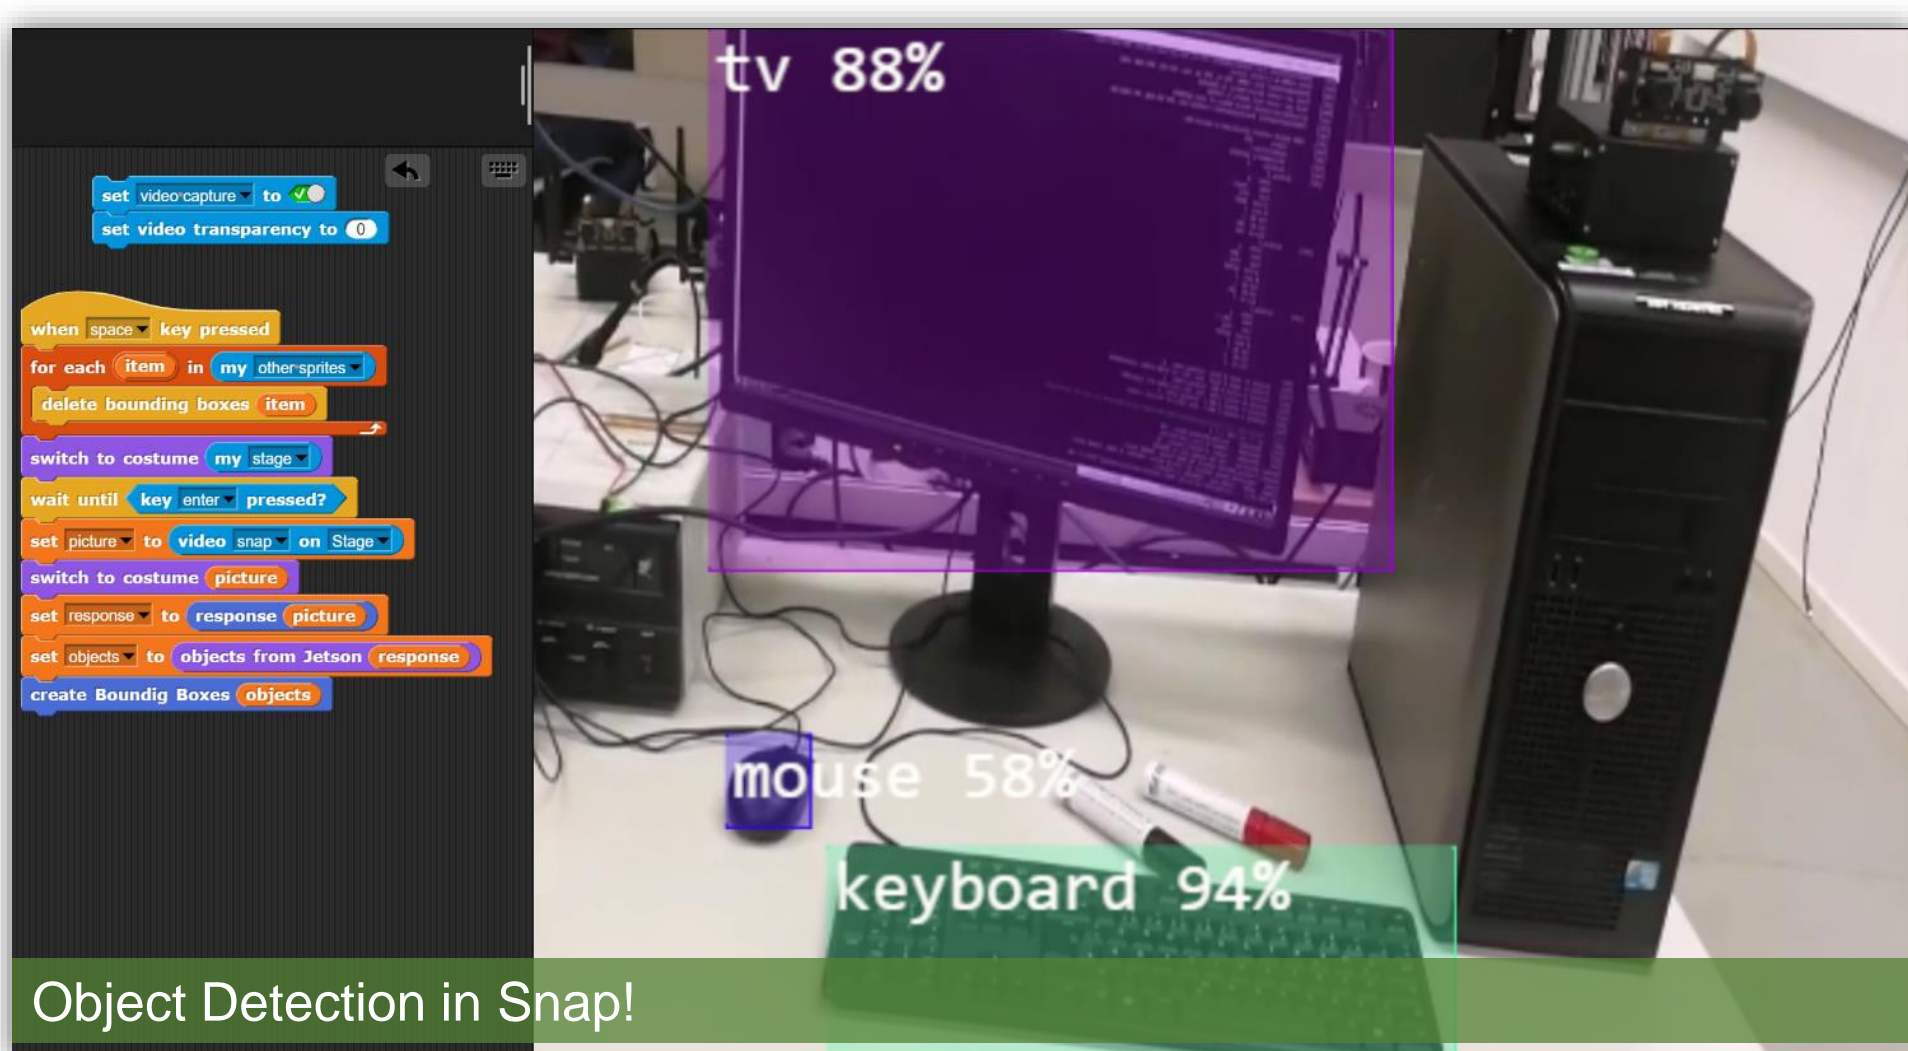 set video capture to
set video transparency to 0
when space key pressed
for each item in my other sprites
delete bounding boxes item
switch to costume my stage
wait until key enter pressed?
set picture to video snap on Stage
switch to costume picture
set response to response picture
set objects to objects from Jetson response
create Boundig Boxes objects
tv 88%
mouse 58%
keyboard 94%
Object Detection in Snap!